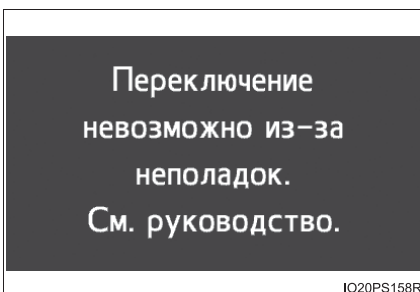 Переключение
невозможно из-за
неполадок.
См. руководство.
IO20PS158R